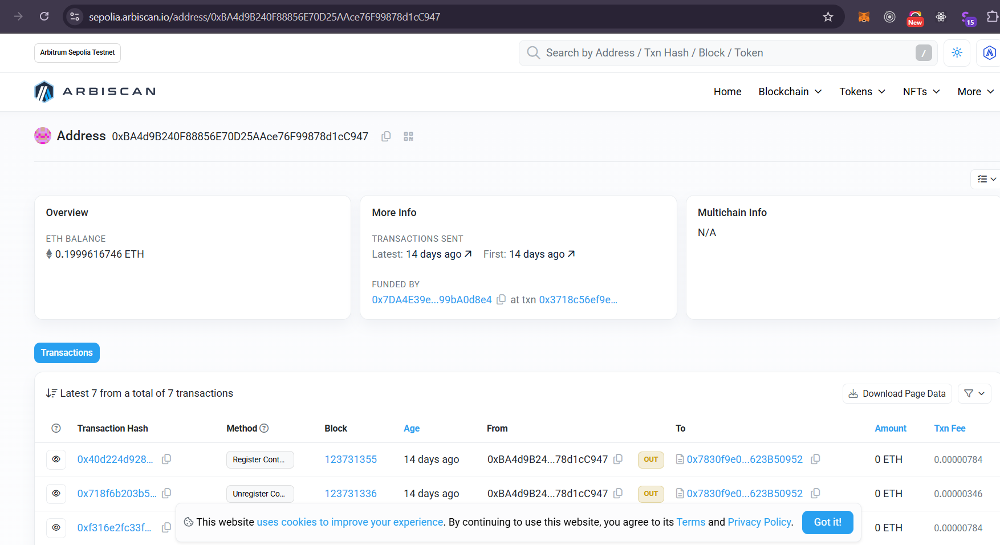 sepolia.arbiscan.io/address/0xBA4d9B240F88856E70D25AAce76F99878d1cC947
New
15
Arbitrum Sepolia Testnet
Search by Address / Txn Hash / Block / Token
/
ARBISCAN
Home Blockchain Tokens NFTs More
Address 0xBA4d9B240F88856E70D25AAce76F99878d1cC947
Overview
ETH BALANCE
0.1999616746 ETH
More Info
TRANSACTIONS SENT
Latest: 14 days ago First: 14 days ago
FUNDED BY
0x7DA4E39e...99bA0d8e4 at txn 0x3718c56ef9e...
Multichain Info
N/A
Transactions
Latest 7 from a total of 7 transactions
Download Page Data
Transaction Hash Method Block Age From To Amount Txn Fee
0x40d224d928... Register Cont... 123731355 14 days ago 0xBA4d9B24...78d1cC947 OUT 0x7830f9e0...623B50952 0 ETH 0.00000784
0x718f6b203b5... Unregister Co... 123731336 14 days ago 0xBA4d9B24...78d1cC947 OUT 0x7830f9e0...623B50952 0 ETH 0.00000346
0xf316e2fc33f... 0 ETH 0.00000784
This website uses cookies to improve your experience. By continuing to use this website, you agree to its Terms and Privacy Policy.
Got it!